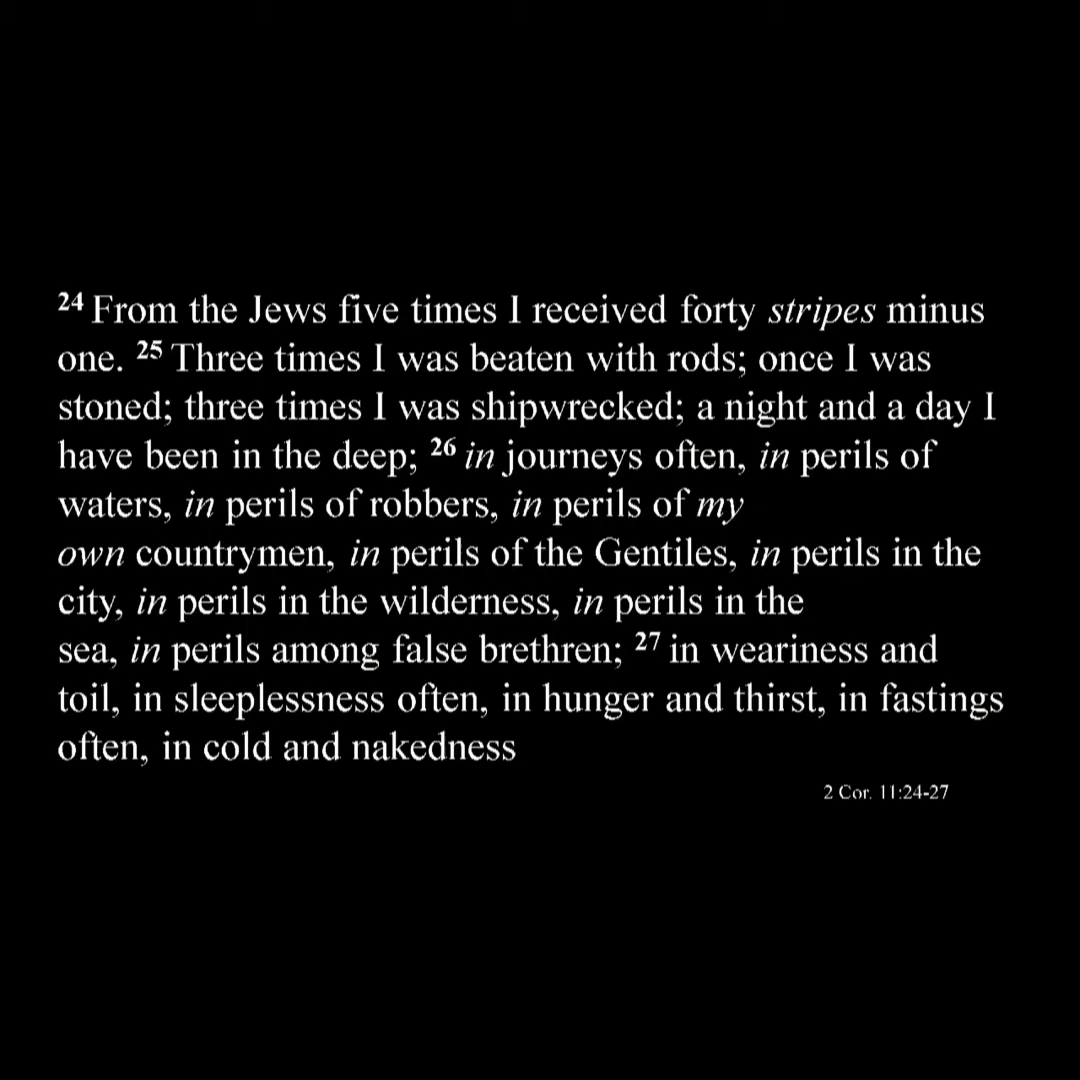 24 From the Jews five times I received forty stripes minus
one. 25 Three times I was beaten with rods; once I was
stoned; three times I was shipwrecked; a night and a day I
have been in the deep; 26 in journeys often, in perils of
waters, in perils of robbers, in perils of my
own countrymen, in perils of the Gentiles, in perils in the
city, in perils in the wilderness, in perils in the
sea, in perils among false brethren; 27 in weariness and
toil, in sleeplessness often, in hunger and thirst, in fastings
often, in cold and nakedness
2 Cor. 11:24-27